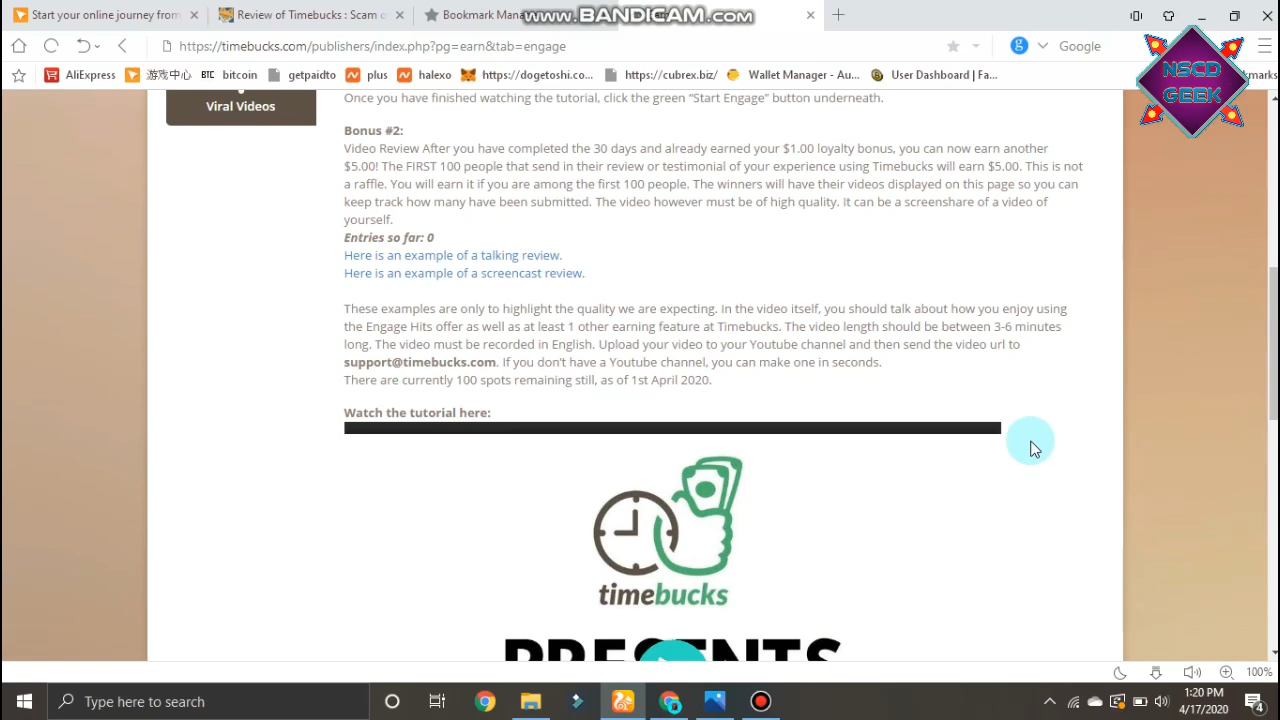 Start your online journey from
Review of Timebucks : Scam o
Bookmark Mana
www.BANDICAM.com
https://timebucks.com/publishers/index.php?pg=earn&tab=engage
Google
AliExpress
游戏中心
BTC bitcoin
getpaidto
plus
halexo
https://dogetoshi.co...
https://cubrex.biz/
Wallet Manager - Au...
User Dashboard | Fa...
NSCD
GEEK
Viral Videos
Once you have finished watching the tutorial, click the green “Start Engage” button underneath.
Bonus #2:
Video Review After you have completed the 30 days and already earned your $1.00 loyalty bonus, you can now earn another
$5.00! The FIRST 100 people that send in their review or testimonial of your experience using Timebucks will earn $5.00. This is not
a raffle. You will earn it if you are among the first 100 people. The winners will have their videos displayed on this page so you can
keep track how many have been submitted. The video however must be of high quality. It can be a screenshare of a video of
yourself.
Entries so far: 0
Here is an example of a talking review.
Here is an example of a screencast review.
These examples are only to highlight the quality we are expecting. In the video itself, you should talk about how you enjoy using
the Engage Hits offer as well as at least 1 other earning feature at Timebucks. The video length should be between 3-6 minutes
long. The video must be recorded in English. Upload your video to your Youtube channel and then send the video url to
support@timebucks.com. If you don’t have a Youtube channel, you can make one in seconds.
There are currently 100 spots remaining still, as of 1st April 2020.
Watch the tutorial here:
timebucks
PRESENTS
100%
Type here to search
1:20 PM
4/17/2020
4